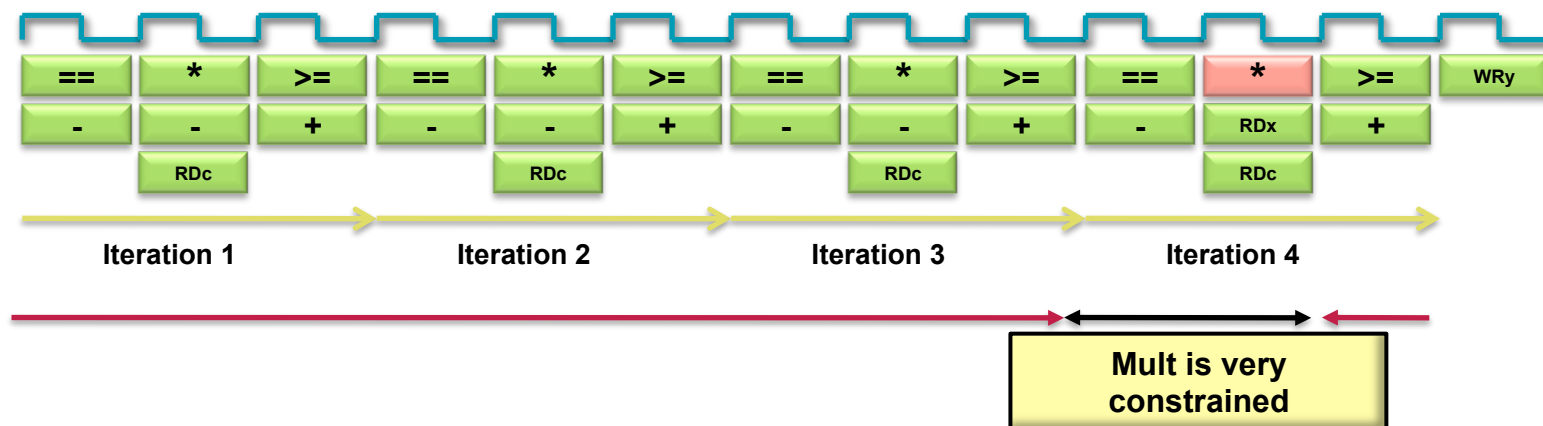 == * >= == * >= == * >= == * >= WRy
- - + - - + - - + - RDx +
RDc RDc RDc RDc
Iteration 1 Iteration 2 Iteration 3 Iteration 4
Mult is very
constrained